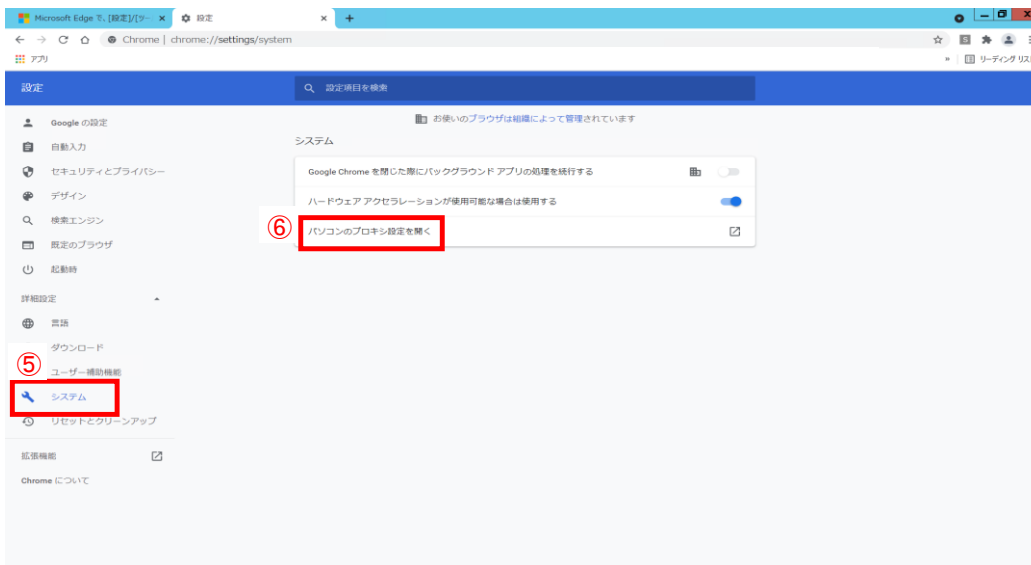 Microsoft Edge で、[設定]/[ツー
設定
Chrome | chrome://settings/system
アプリ
» リーディング リス
設定
設定項目を検索
お使いのブラウザは組織によって管理されています
Google の設定
自動入力
セキュリティとプライバシー
デザイン
検索エンジン
既定のブラウザ
起動時
詳細設定
言語
ダウンロード
⑤
ユーザー補助機能
システム
リセットとクリーンアップ
拡張機能
Chrome について
システム
Google Chrome を閉じた際にバックグラウンド アプリの処理を続行する
ハードウェア アクセラレーションが使用可能な場合は使用する
⑥
パソコンのプロキシ設定を開く